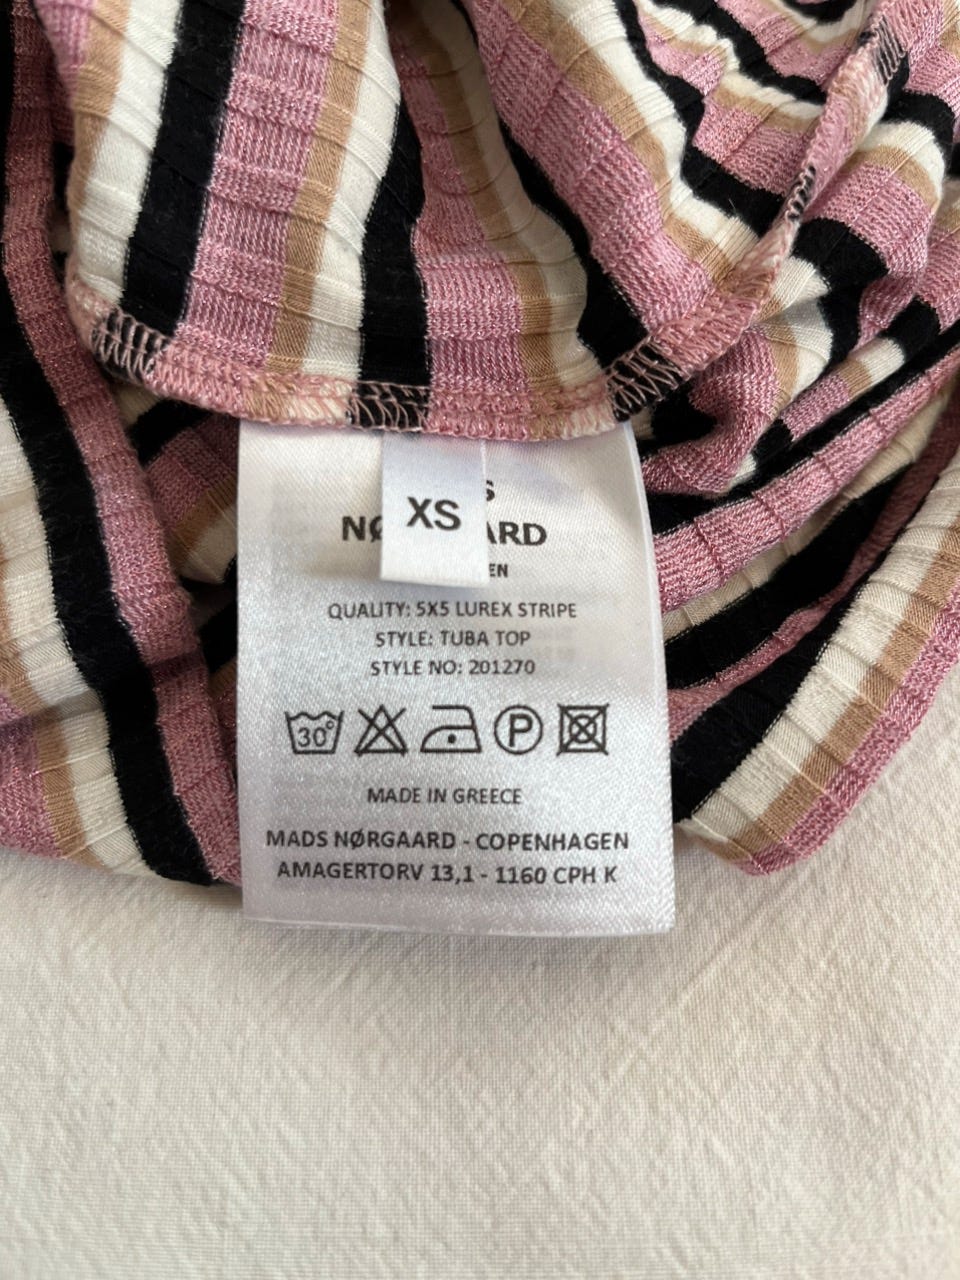 XS
QUALITY: 5X5 LUREX STRIPE
STYLE: TUBA TOP
STYLE NO: 201270
30°
P
MADE IN GREECE
MADS NØRGAARD - COPENHAGEN
AMAGERTORV 13,1 - 1160 CPH K